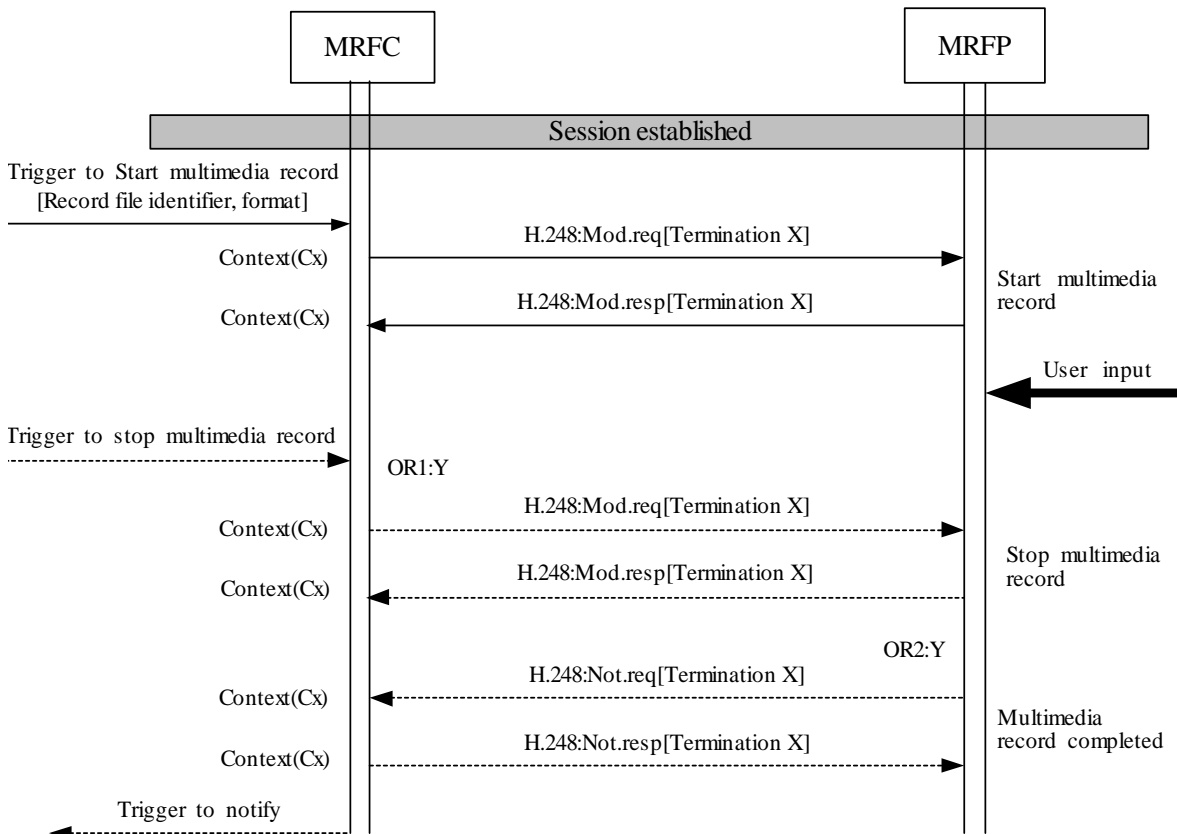 MRFC
MRFP
Session established
Trigger to Start multimedia record
[Record file identifier, format]
H.248:Mod.req[Termination X]
Context(Cx)
Start multimedia
record
H.248:Mod.resp[Termination X]
Context(Cx)
User input
Trigger to stop multimedia record
OR1:Y
H.248:Mod.req[Termination X]
Context(Cx)
Stop multimedia
record
H.248:Mod.resp[Termination X]
Context(Cx)
OR2:Y
H.248:Not.req[Termination X]
Context(Cx)
Multimedia
record completed
H.248:Not.resp[Termination X]
Context(Cx)
Trigger to notify